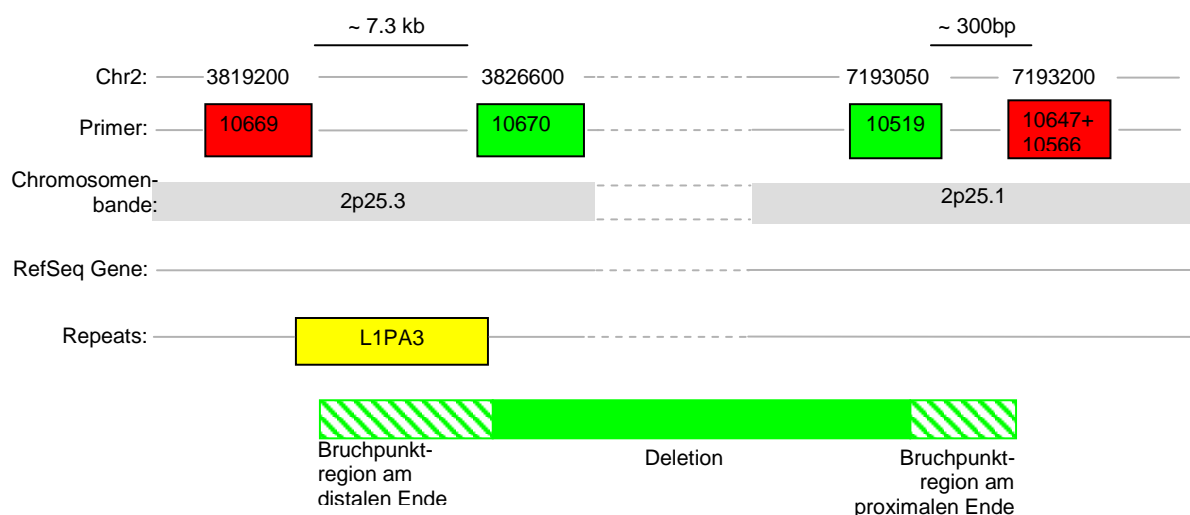 ~ 7.3 kb ~ 300bp
Chr2: 3819200 3826600 7193050 7193200
Primer: 10669 10670 10519 10647+
10566
Chromosomen-
bande: 2p25.3 2p25.1
RefSeq Gene:
Repeats: L1PA3
Bruchpunkt-
region am
distalen Ende
Deletion
Bruchpunkt-
region am
proximalen Ende